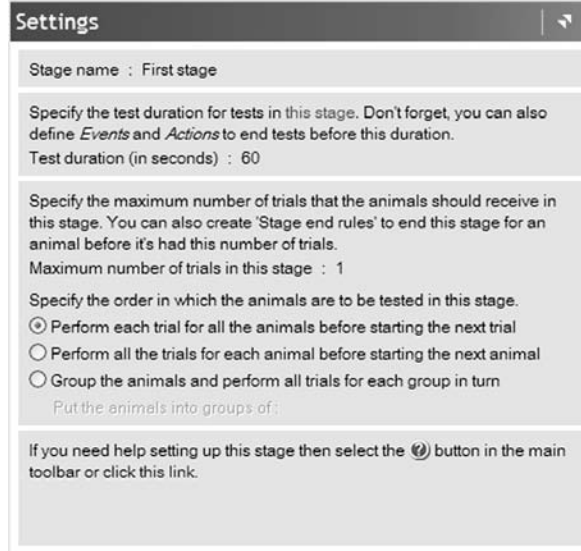 Settings
Stage name : First stage
Specify the test duration for tests in this stage. Don't forget, you can also
define Events and Actions to end tests before this duration.
Test duration (in seconds) : 60
Specify the maximum number of trials that the animals should receive in
this stage. You can also create 'Stage end rules' to end this stage for an
animal before it's had this number of trials.
Maximum number of trials in this stage : 1
Specify the order in which the animals are to be tested in this stage.
Perform each trial for all the animals before starting the next trial
Perform all the trials for each animal before starting the next animal
Group the animals and perform all trials for each group in turn
Put the animals into groups of :
If you need help setting up this stage then select the ? button in the main
toolbar or click this link.